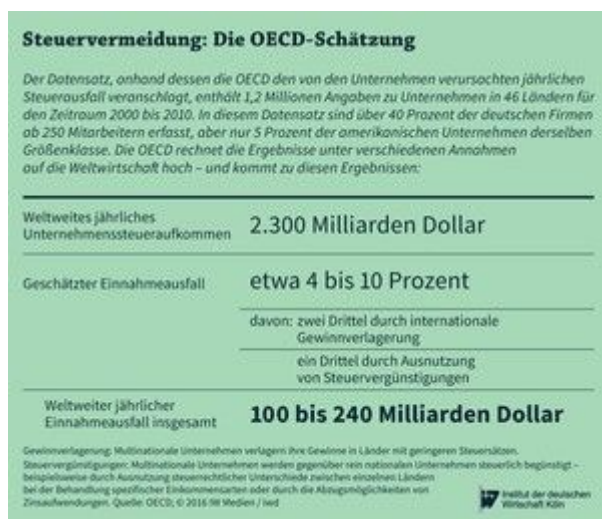 Steuervermeidung: Die OECD-Schätzung
Der Datensatz, anhand dessen die OECD den von den Unternehmen verursachten jährlichen
Steuerausfall veranschlagt, enthält 1,2 Millionen Angaben zu Unternehmen in 46 Ländern für
den Zeitraum 2000 bis 2010. In diesem Datensatz sind über 40 Prozent der deutschen Firmen
ab 250 Mitarbeitern erfasst, aber nur 5 Prozent der amerikanischen Unternehmen derselben
Größenklasse. Die OECD rechnet die Ergebnisse unter verschiedenen Annahmen
auf die Weltwirtschaft hoch – und kommt zu diesen Ergebnissen:
Weltweites jährliches
Unternehmenssteueraufkommen
2.300 Milliarden Dollar
Geschätzter Einnahmeausfall
etwa 4 bis 10 Prozent
davon: zwei Drittel durch internationale
Gewinnverlagerung
ein Drittel durch Ausnutzung
von Steuervergünstigungen
Weltweiter jährlicher
Einnahmeausfall insgesamt
100 bis 240 Milliarden Dollar
Gewinnverlagerung: Multinationale Unternehmen verlagern ihre Gewinne in Länder mit geringeren Steuersätzen.
Steuervergünstigungen: Multinationale Unternehmen werden gegenüber rein nationalen Unternehmen steuerlich begünstigt –
beispielsweise durch Ausnutzung steuerrechtlicher Unterschiede zwischen einzelnen Ländern
bei der Behandlung spezifischer Einkommensarten oder durch die Abzugsmöglichkeiten von
Zinsaufwendungen. Quelle: OECD; © 2016 IW Medien / iwd
Institut der deutschen
Wirtschaft Köln